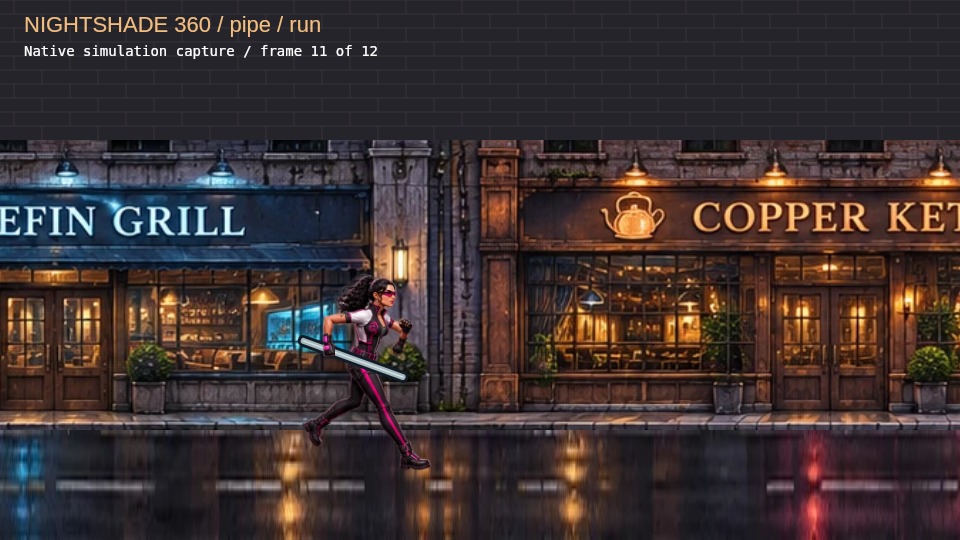 NIGHTSHADE 360 / pipe / run
Native simulation capture / frame 11 of 12
EFIN GRILL
COPPER KET